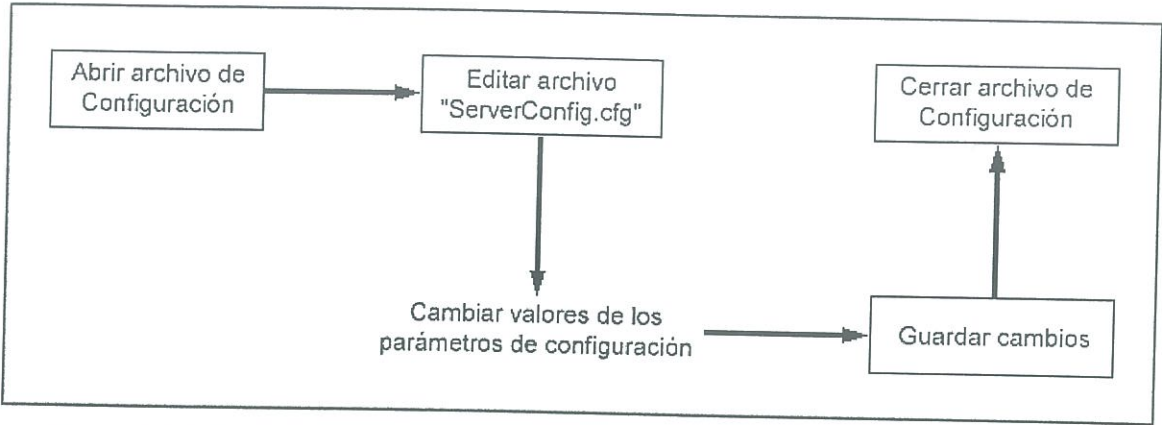 Abrir archivo de
Configuración
Editar archivo
"ServerConfig.cfg"
Cambiar valores de los
parámetros de configuración
Guardar cambios
Cerrar archivo de
Configuración